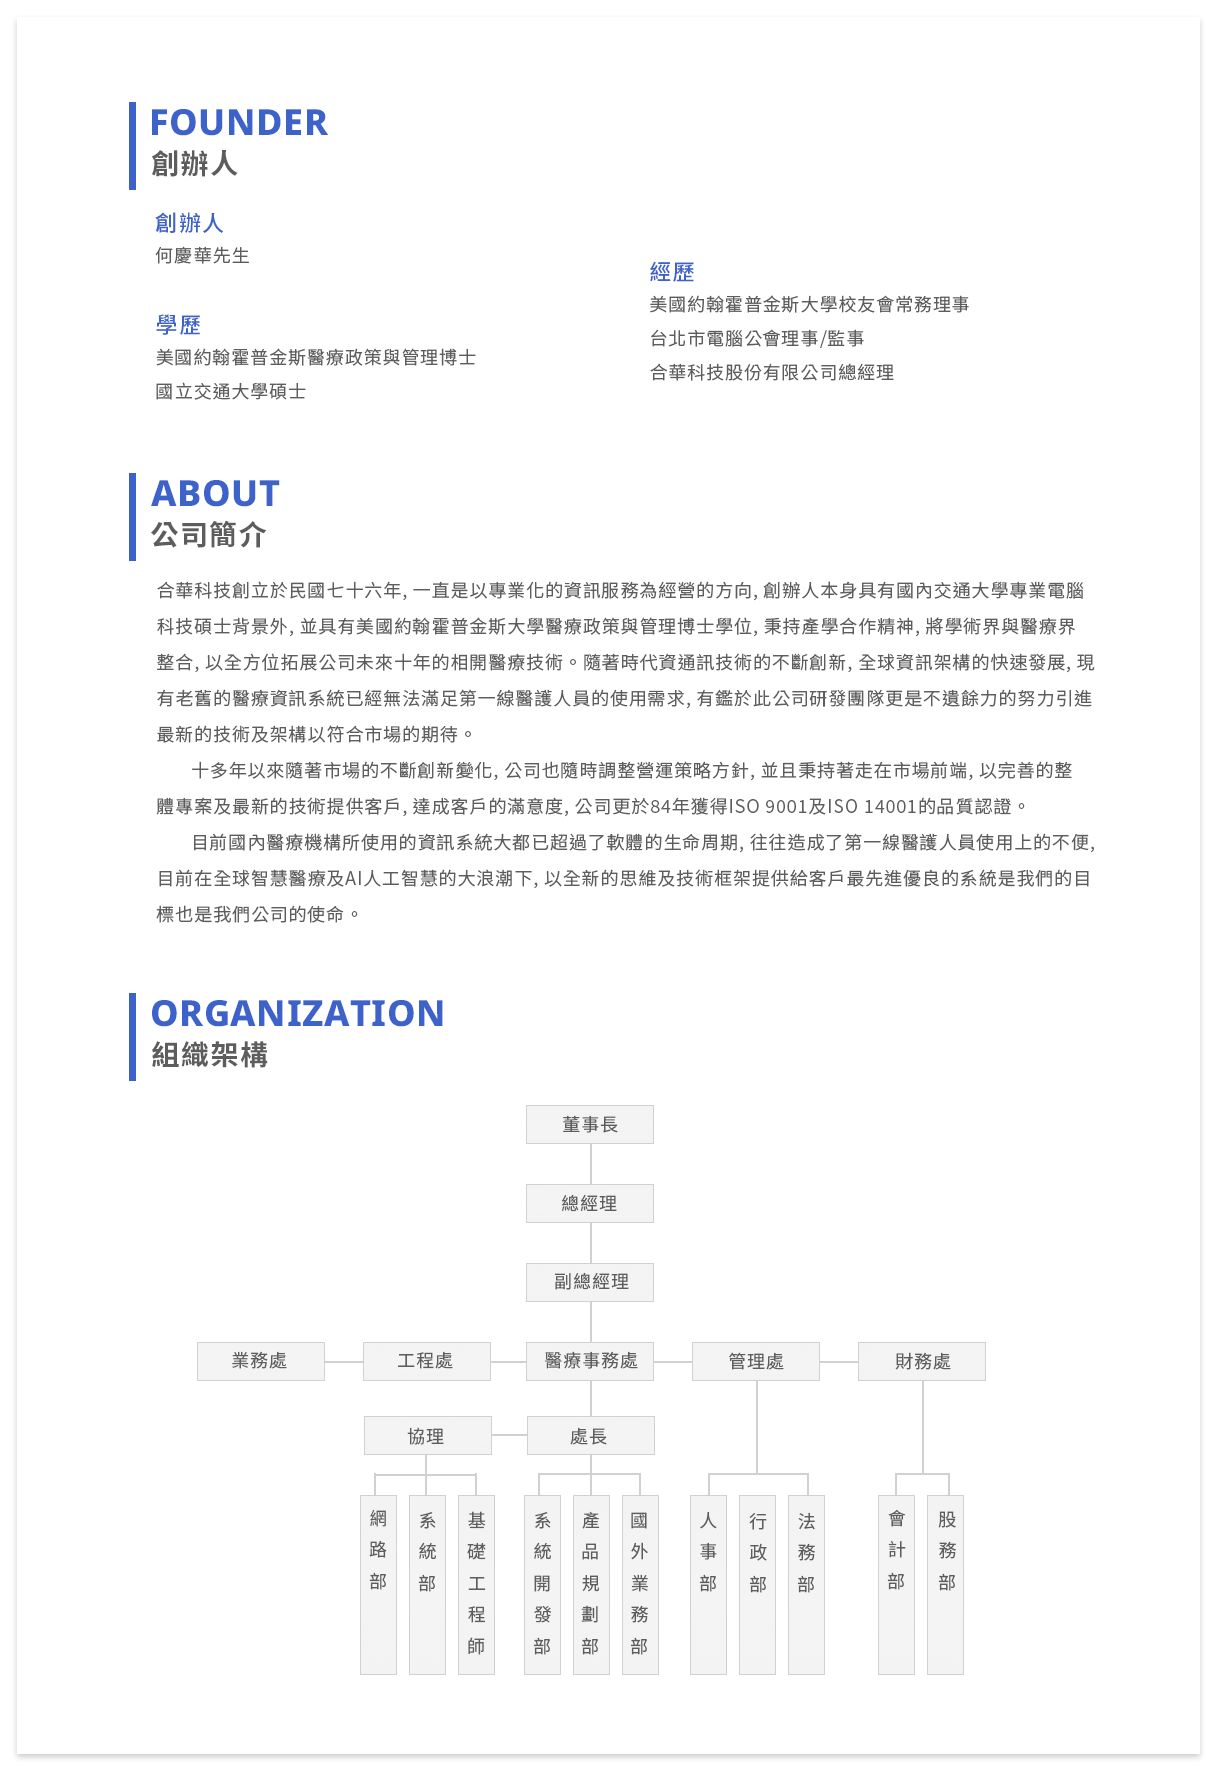 FOUNDER
創辦人
創辦人
何慶華先生
學歷
美國約翰霍普金斯醫療政策與管理博士
國立交通大學碩士
經歷
美國約翰霍普金斯大學校友會常務理事
台北市電腦公會理事/監事
合華科技股份有限公司總經理
ABOUT
公司簡介
合華科技創立於民國七十六年, 一直是以專業化的資訊服務為經營的方向, 創辦人本身具有國內交通大學專業電腦
科技碩士背景外, 並具有美國約翰霍普金斯大學醫療政策與管理博士學位, 秉持產學合作精神, 將學術界與醫療界
整合, 以全方位拓展公司未來十年的相開醫療技術。隨著時代資通訊技術的不斷創新, 全球資訊架構的快速發展, 現
有老舊的醫療資訊系統已經無法滿足第一線醫護人員的使用需求, 有鑑於此公司研發團隊更是不遺餘力的努力引進
最新的技術及架構以符合市場的期待。
十多年以來隨著市場的不斷創新變化, 公司也隨時調整營運策略方針, 並且秉持著走在市場前端, 以完善的整
體專案及最新的技術提供客戶, 達成客戶的滿意度, 公司更於84年獲得ISO 9001及ISO 14001的品質認證。
目前國內醫療機構所使用的資訊系統大都已超過了軟體的生命周期, 往往造成了第一線醫護人員使用上的不便,
目前在全球智慧醫療及AI人工智慧的大浪潮下, 以全新的思維及技術框架提供給客戶最先進優良的系統是我們的目
標也是我們公司的使命。
ORGANIZATION
組織架構
董事長
總經理
副總經理
業務處
工程處
醫療事務處
管理處
財務處
協理
處長
網路部
系統部
基礎工程師
系統開發部
產品規劃部
國外業務部
人事部
行政部
法務部
會計部
股務部